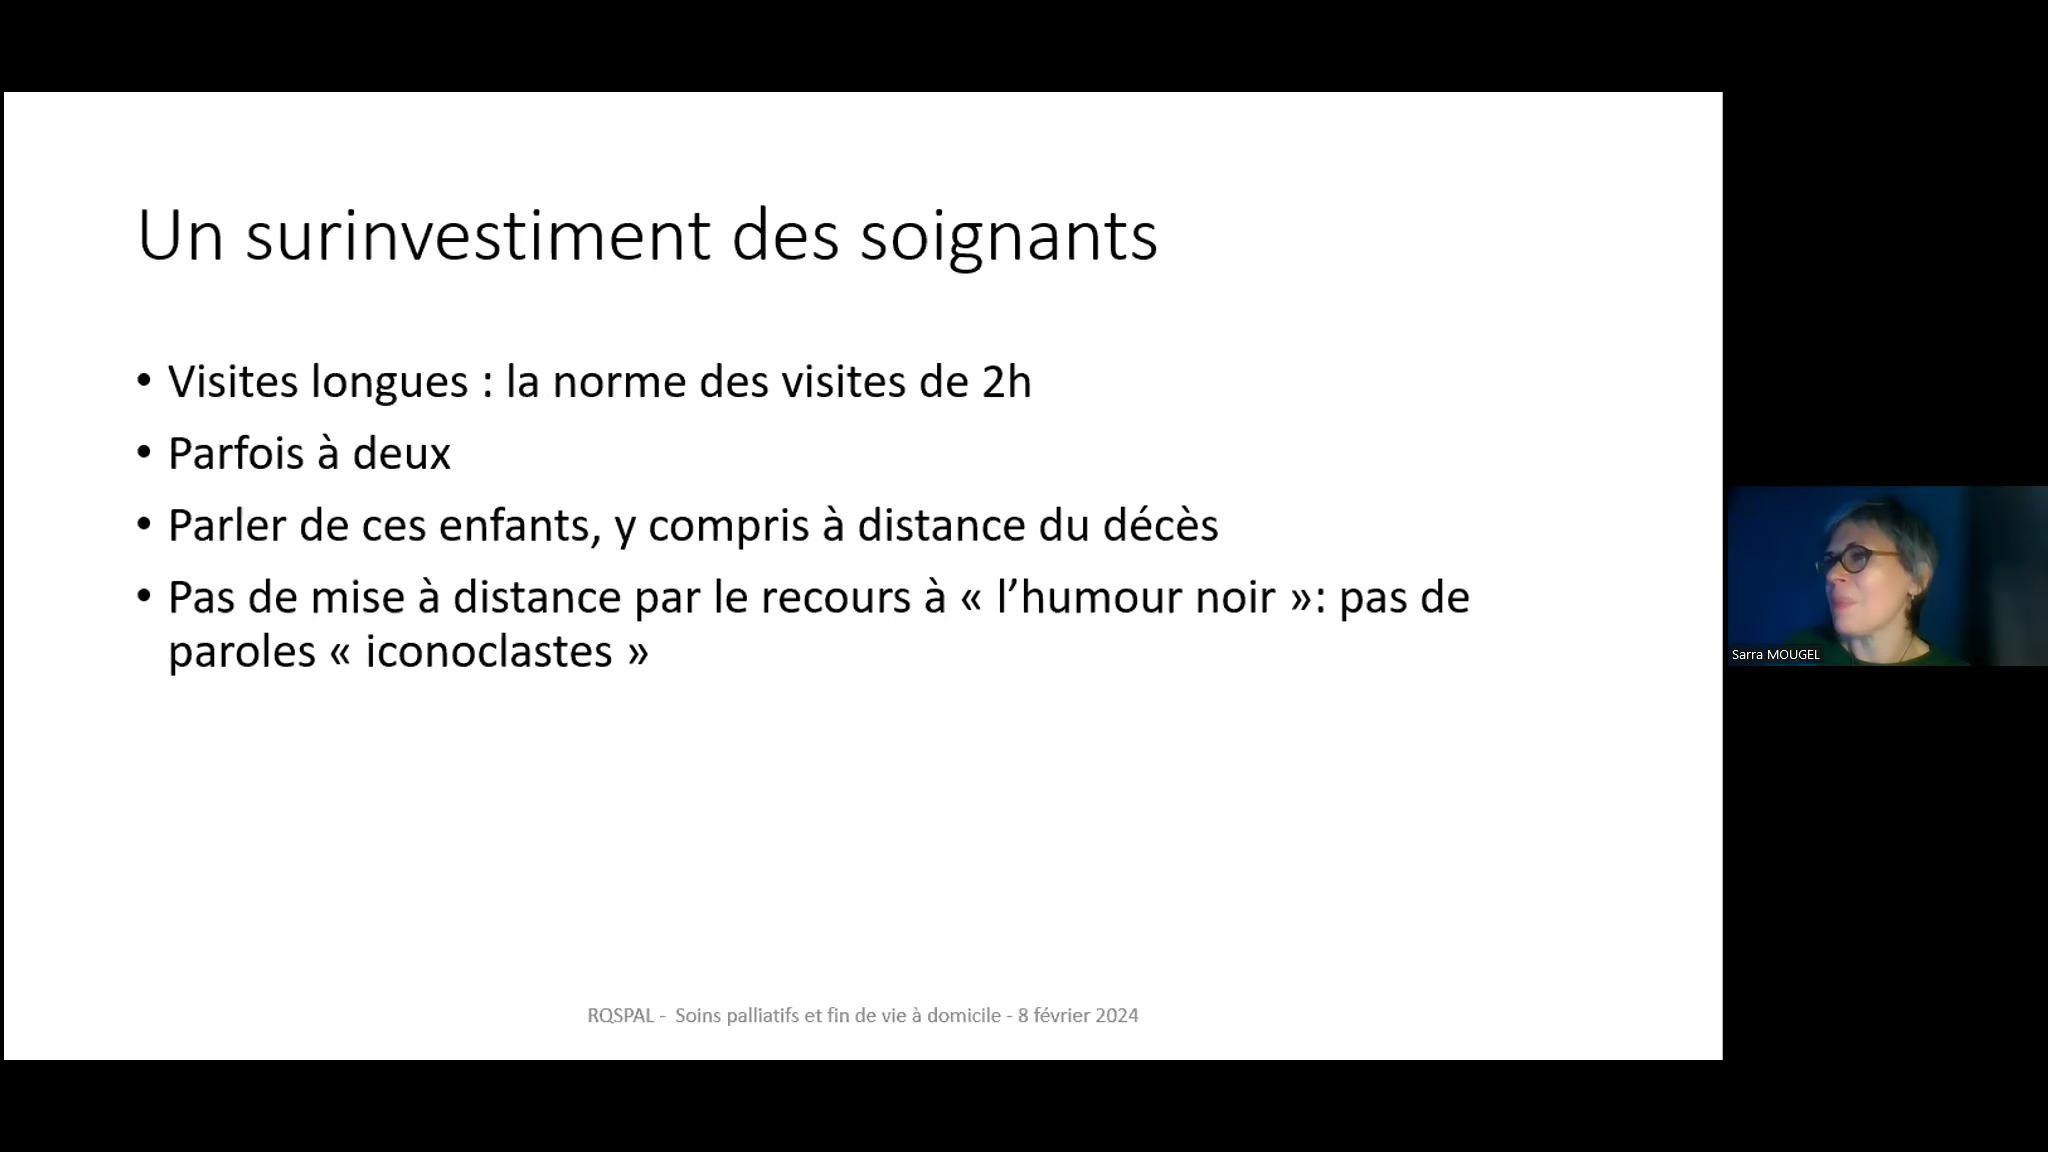 Un surinvestiment des soignants
• Visites longues : la norme des visites de 2h
• Parfois à deux
• Parler de ces enfants, y compris à distance du décès
• Pas de mise à distance par le recours à « l’humour noir »: pas de
paroles « iconoclastes »
Sarra MOUGEL
RQSPAL - Soins palliatifs et fin de vie à domicile - 8 février 2024